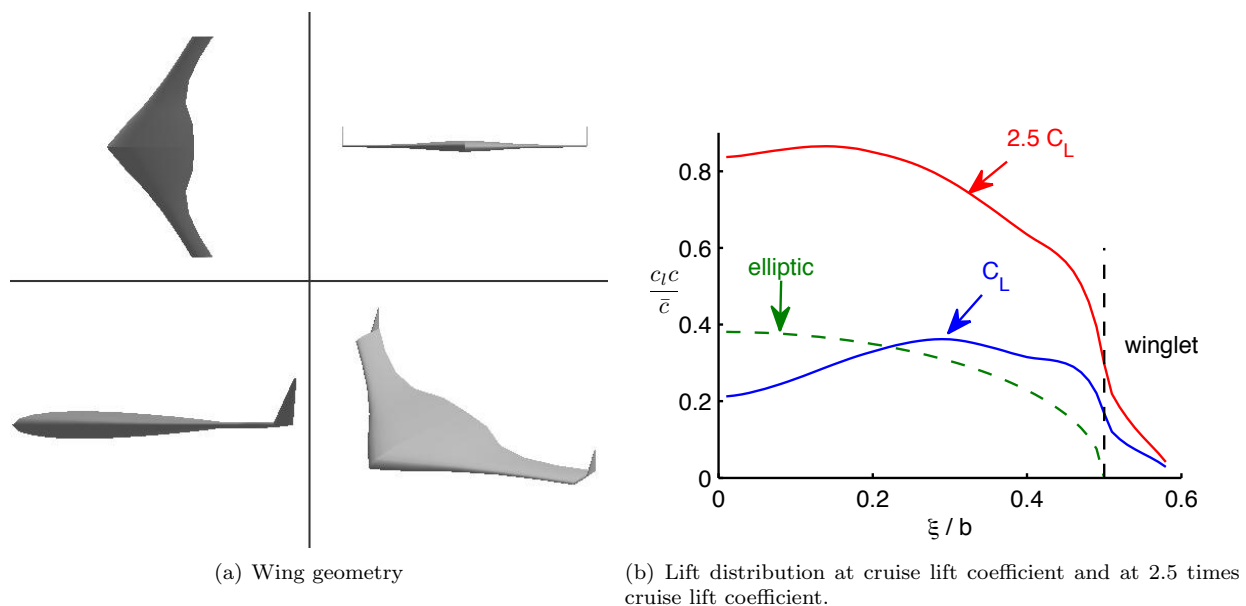 2.5 C_L
0.8
0.6
elliptic
C_L
c_l c
c̄
0.4
winglet
0.2
0
0
0.2
0.4
0.6
ξ / b
(a) Wing geometry
(b) Lift distribution at cruise lift coefficient and at 2.5 times
cruise lift coefficient.